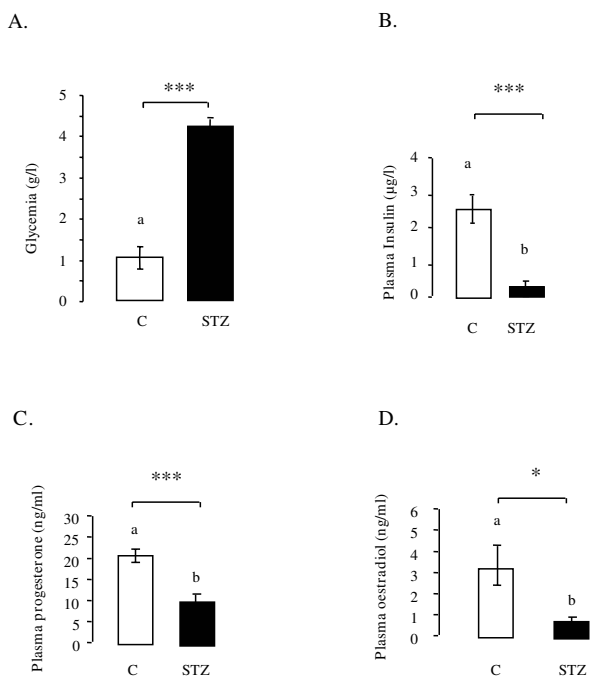 A.
***
5
4
3
2
1
0
Glycemia (g/l)
a
C STZ
B.
***
4
3
2
1
0
Plasma Insulin (µg/l)
a
b
C STZ
C.
***
30
25
20
15
10
5
0
Plasma progesterone (ng/ml)
a
b
C STZ
D.
*
6
5
4
3
2
1
0
Plasma oestradiol (ng/ml)
a
b
C STZ